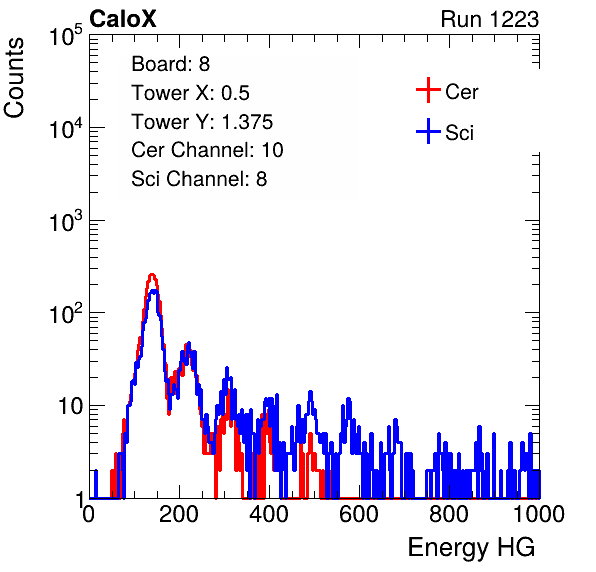 CaloX
Run 1223
Counts
10^5
10^4
10^3
10^2
10
1
Board: 8
Tower X: 0.5
Tower Y: 1.375
Cer Channel: 10
Sci Channel: 8
Cer
Sci
0 200 400 600 800 1000
Energy HG